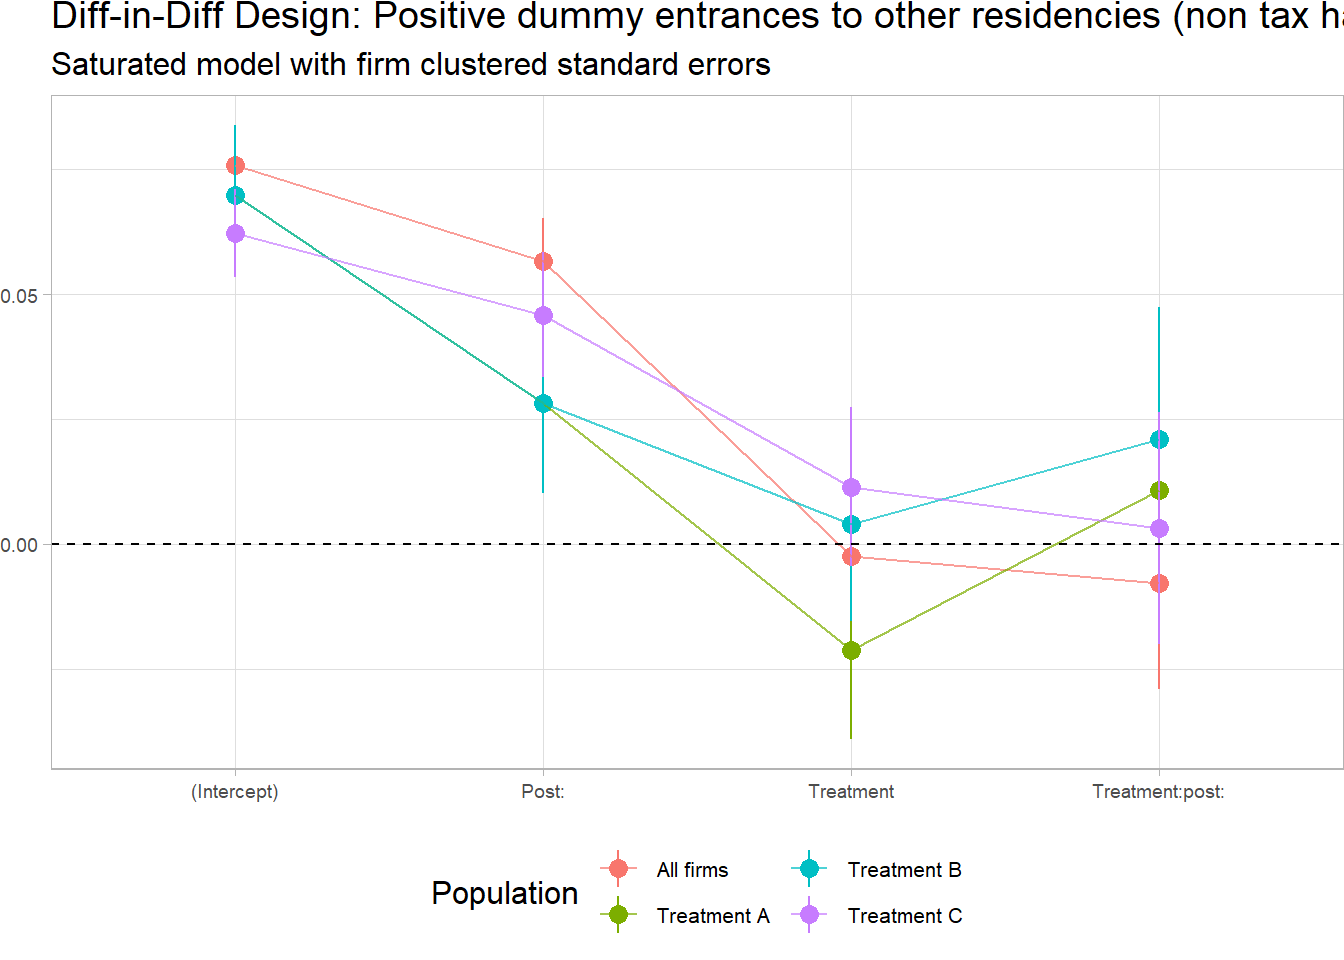 Diff-in-Diff Design: Positive dummy entrances to other residencies (non tax
Saturated model with firm clustered standard errors
0.05
0.00
(Intercept) Post: Treatment Treatment:post:
Population
All firms Treatment B
Treatment A Treatment C